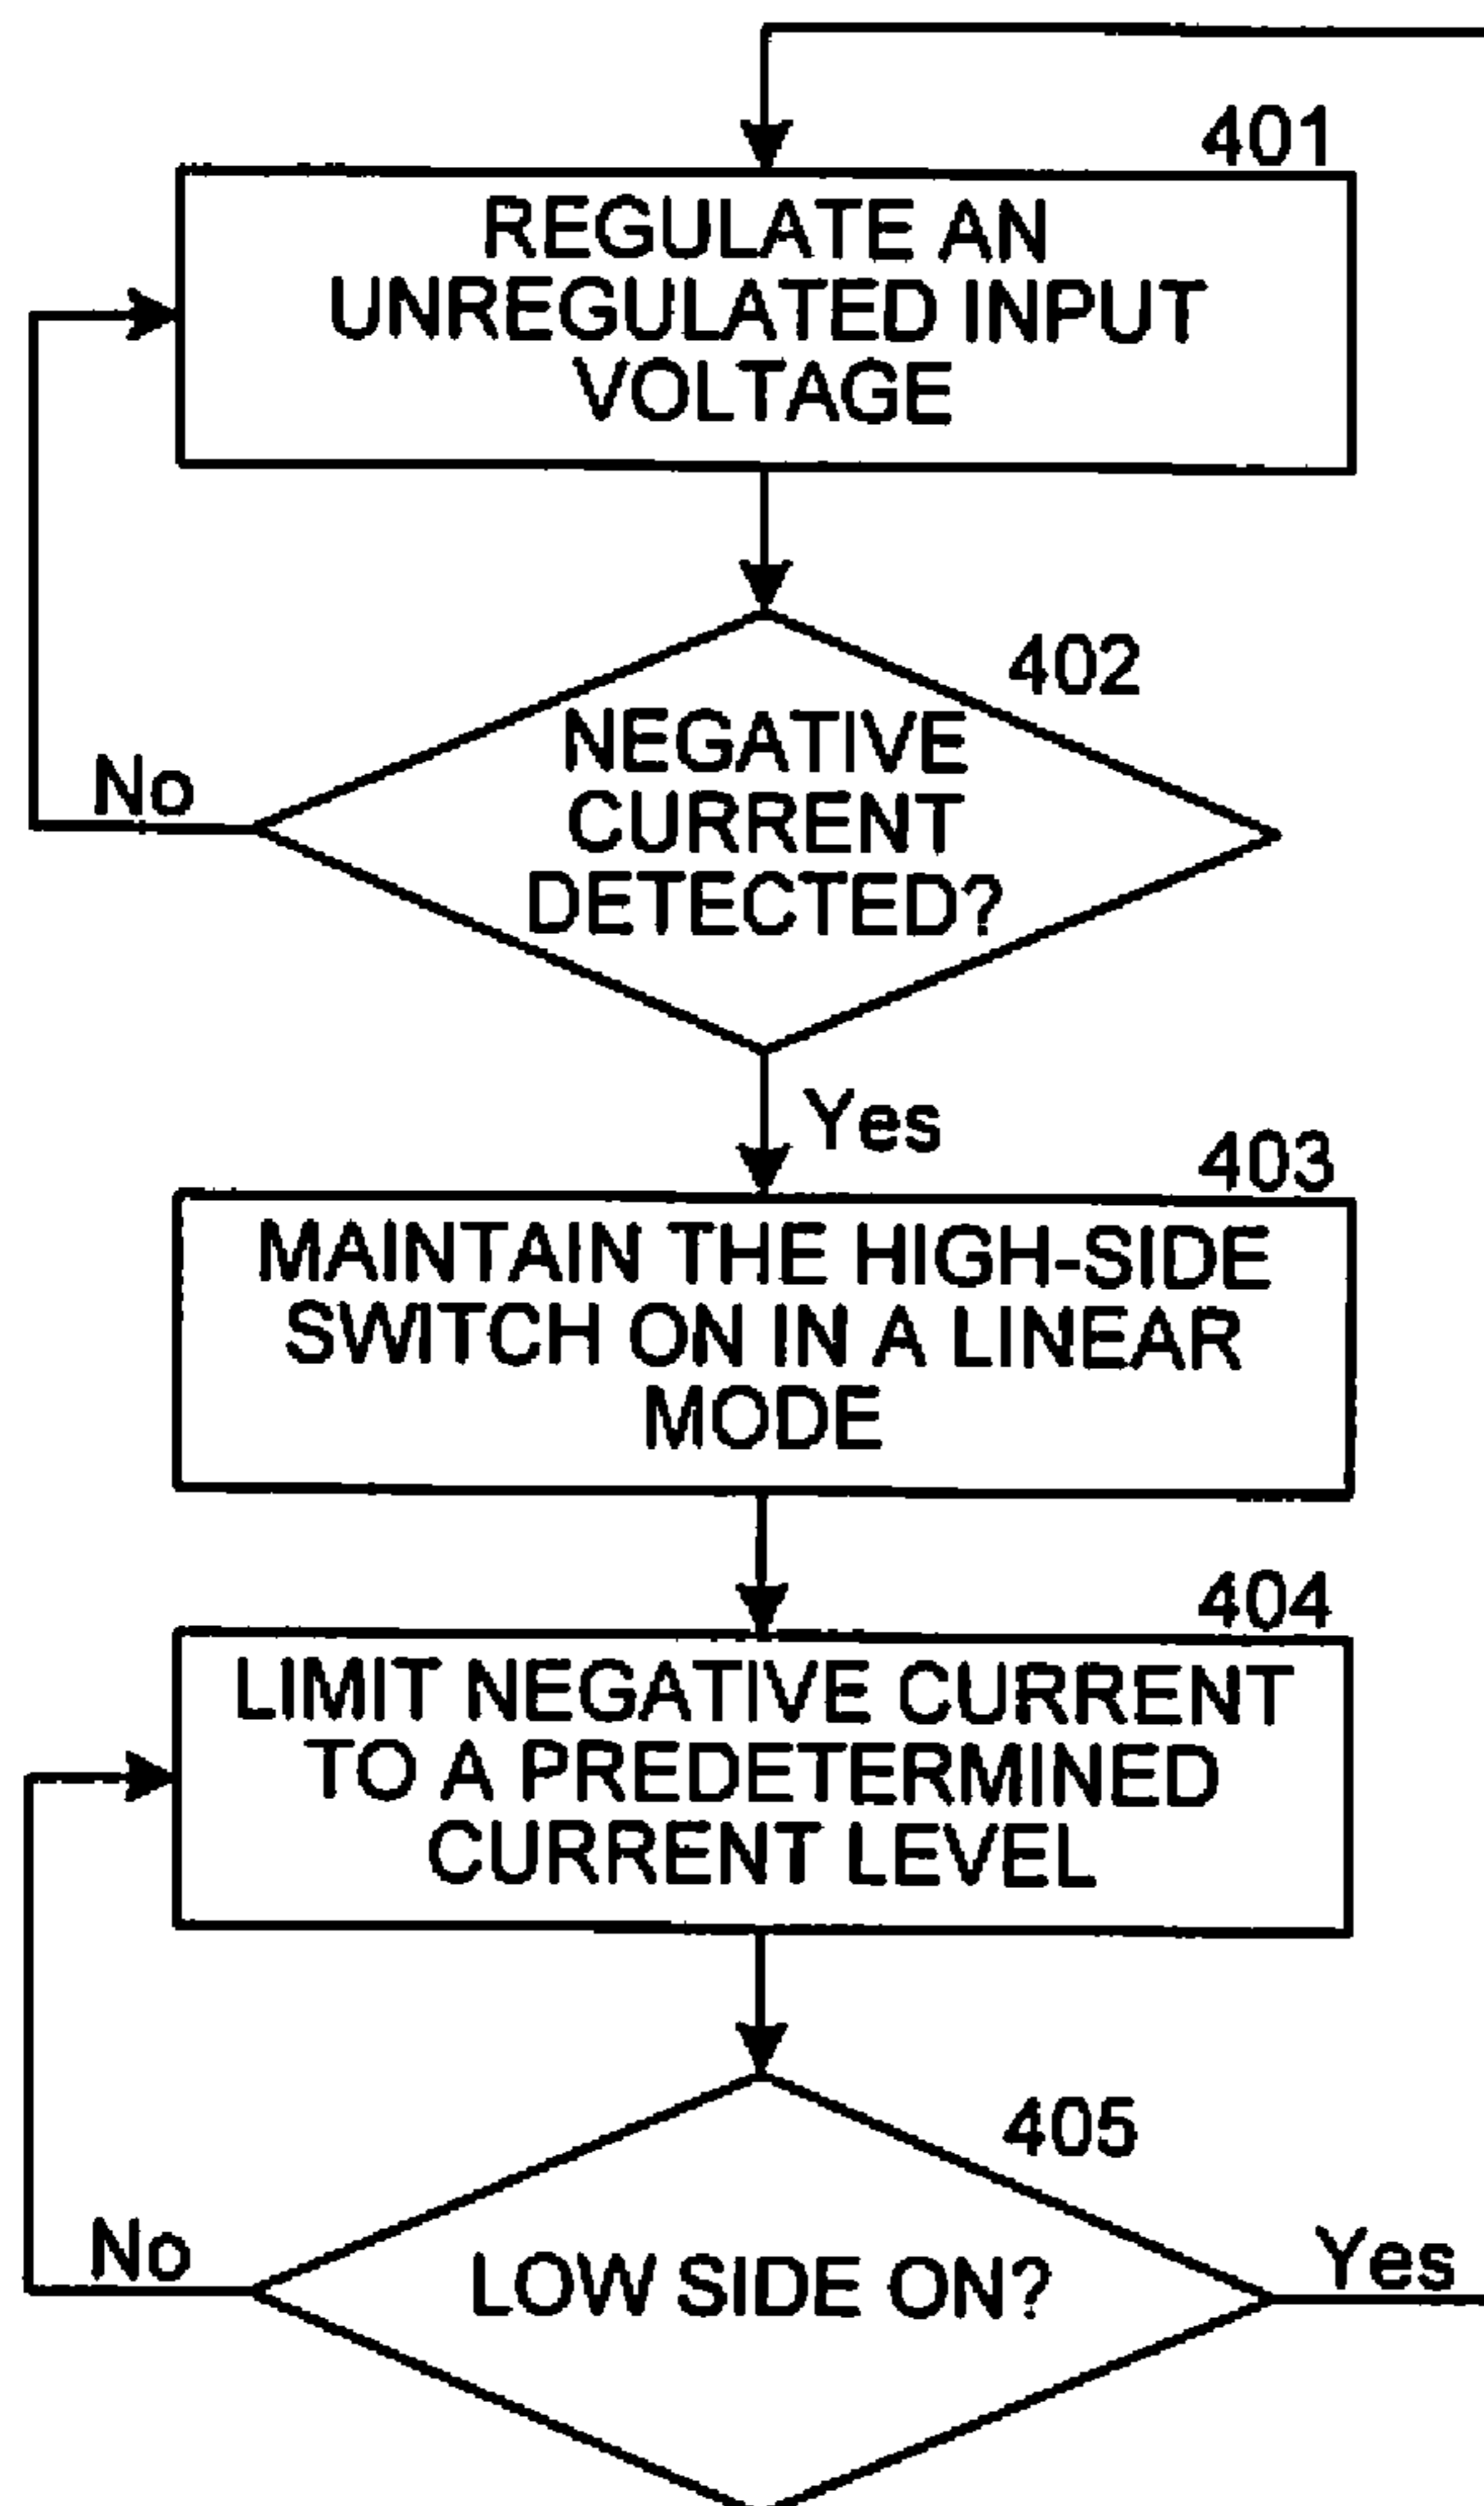 401
REGULATE AN
UNREGULATED INPUT
VOLTAGE
402
NEGATIVE
CURRENT
DETECTED?
No
Yes
403
MAINTAIN THE HIGH-SIDE
SWITCH ON IN A LINEAR
MODE
404
LIMIT NEGATIVE CURRENT
TO A PREDETERMINED
CURRENT LEVEL
405
No
LOW SIDE ON?
Yes